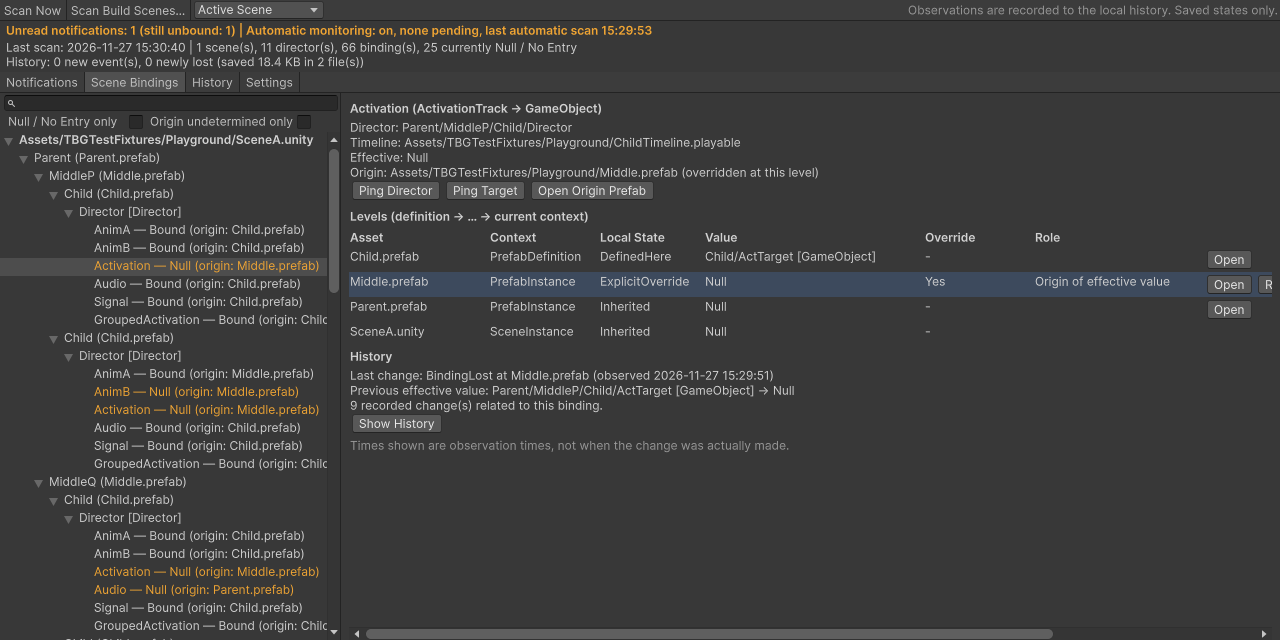 Scan Now Scan Build Scenes... Active Scene Observations are recorded to the local history. Saved states only.
Unread notifications: 1 (still unbound: 1) | Automatic monitoring: on, none pending, last automatic scan 15:29:53
Last scan: 2026-11-27 15:30:40 | 1 scene(s), 11 director(s), 66 binding(s), 25 currently Null / No Entry
History: 0 new event(s), 0 newly lost (saved 18.4 KB in 2 file(s))
Notifications Scene Bindings History Settings
Null / No Entry only Origin undetermined only
Assets/TBGTestFixtures/Playground/SceneA.unity
Parent (Parent.prefab)
MiddleP (Middle.prefab)
Child (Child.prefab)
Director [Director]
AnimA — Bound (origin: Child.prefab)
AnimB — Bound (origin: Child.prefab)
Activation — Null (origin: Middle.prefab)
Audio — Bound (origin: Child.prefab)
Signal — Bound (origin: Child.prefab)
GroupedActivation — Bound (origin: Chilc
Child (Child.prefab)
Director [Director]
AnimA — Bound (origin: Middle.prefab)
AnimB — Null (origin: Middle.prefab)
Activation — Null (origin: Middle.prefab)
Audio — Bound (origin: Child.prefab)
Signal — Bound (origin: Child.prefab)
GroupedActivation — Bound (origin: Chilc
MiddleQ (Middle.prefab)
Child (Child.prefab)
Director [Director]
AnimA — Bound (origin: Child.prefab)
AnimB — Bound (origin: Child.prefab)
Activation — Null (origin: Middle.prefab)
Audio — Null (origin: Parent.prefab)
Signal — Bound (origin: Child.prefab)
GroupedActivation — Bound (origin: Chilc
Activation (ActivationTrack → GameObject)
Director: Parent/MiddleP/Child/Director
Timeline: Assets/TBGTestFixtures/Playground/ChildTimeline.playable
Effective: Null
Origin: Assets/TBGTestFixtures/Playground/Middle.prefab (overridden at this level)
Ping Director Ping Target Open Origin Prefab
Levels (definition → ... → current context)
Asset Context Local State Value Override Role
Child.prefab PrefabDefinition DefinedHere Child/ActTarget [GameObject] - Open
Middle.prefab PrefabInstance ExplicitOverride Null Yes Origin of effective value Open R
Parent.prefab PrefabInstance Inherited Null - Open
SceneA.unity SceneInstance Inherited Null -
History
Last change: BindingLost at Middle.prefab (observed 2026-11-27 15:29:51)
Previous effective value: Parent/MiddleP/Child/ActTarget [GameObject] → Null
9 recorded change(s) related to this binding.
Show History
Times shown are observation times, not when the change was actually made.